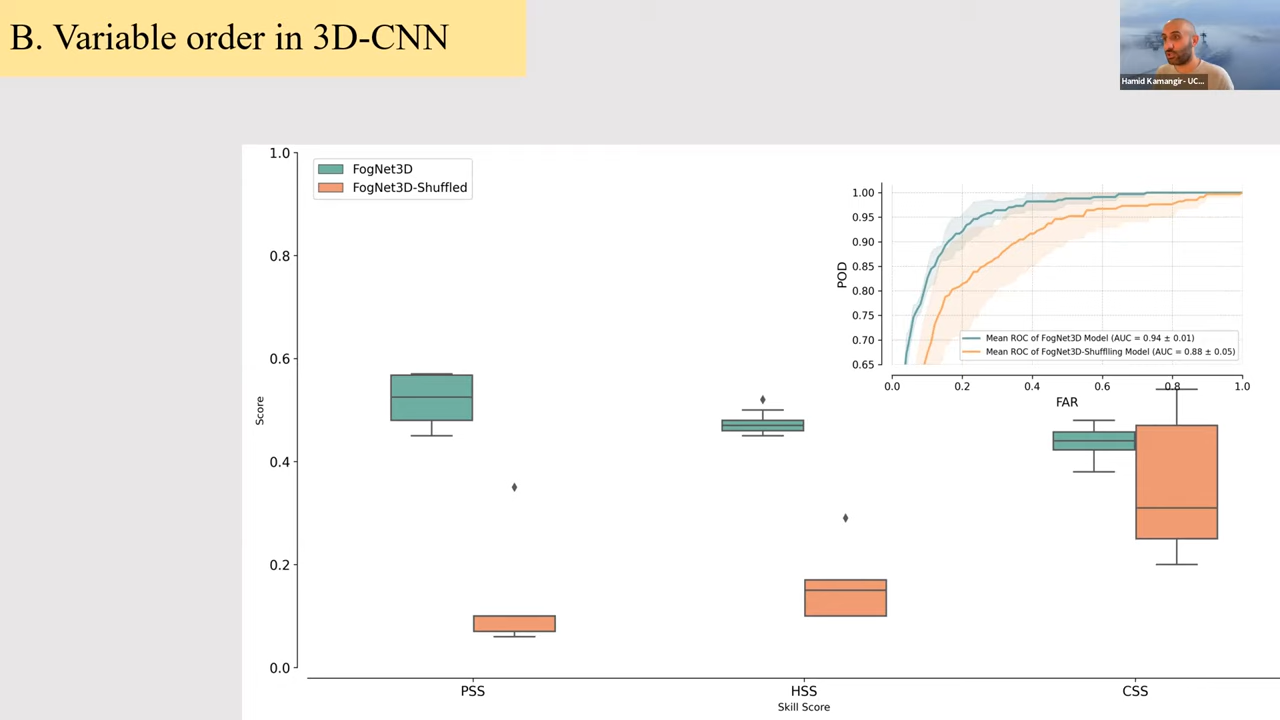 B. Variable order in 3D-CNN
Hamid Kamangir- UC...
1.0
0.8
0.6
0.4
0.2
0.0
Score
FogNet3D
FogNet3D-Shuffled
PSS
HSS
CSS
Skill Score
1.00
0.95
0.90
0.85
0.80
0.75
0.70
0.65
POD
Mean ROC of FogNet3D Model (AUC = 0.94 ± 0.01)
Mean ROC of FogNet3D-Shufflling Model (AUC = 0.88 ± 0.05)
0.0
0.2
0.4
0.6
0.8
1.0
FAR